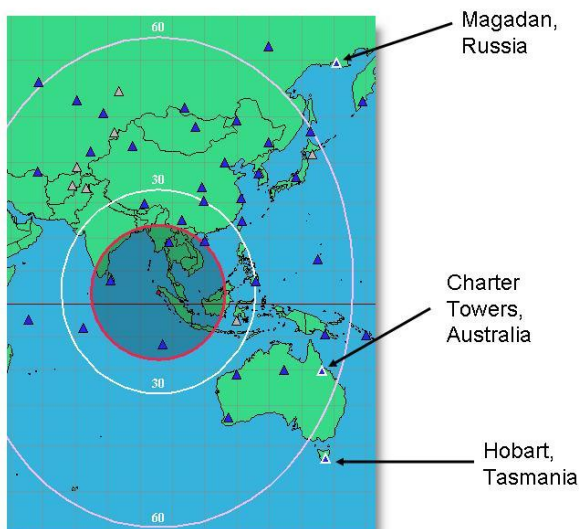 60
Magadan,
Russia
30
Charter
Towers,
Australia
30
Hobart,
Tasmania
60